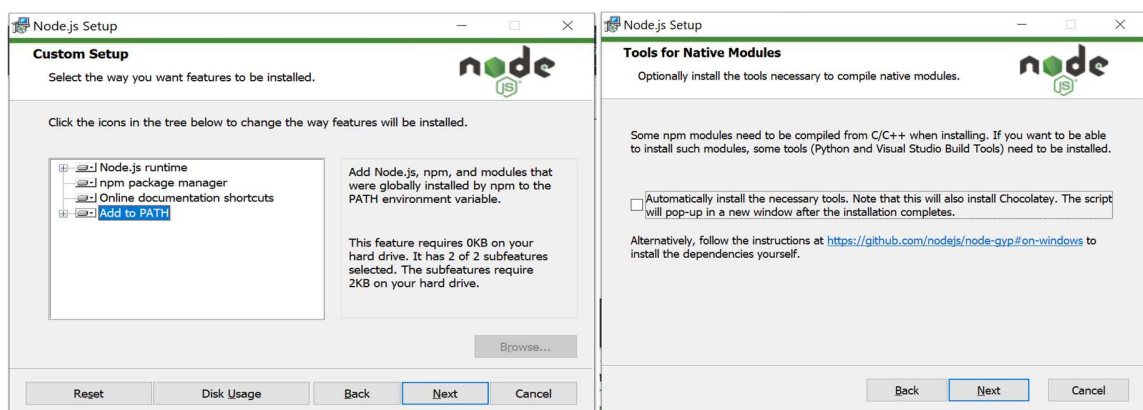 Node.js Setup
Custom Setup
Select the way you want features to be installed.
node
JS
Click the icons in the tree below to change the way features will be installed.
Node.js runtime
npm package manager
Online documentation shortcuts
Add to PATH
Add Node.js, npm, and modules that
were globally installed by npm to the
PATH environment variable.
This feature requires 0KB on your
hard drive. It has 2 of 2 subfeatures
selected. The subfeatures require
2KB on your hard drive.
Browse...
Reset
Disk Usage
Back
Next
Cancel
Node.js Setup
Tools for Native Modules
Optionally install the tools necessary to compile native modules.
node
JS
Some npm modules need to be compiled from C/C++ when installing. If you want to be able
to install such modules, some tools (Python and Visual Studio Build Tools) need to be installed.
Automatically install the necessary tools. Note that this will also install Chocolatey. The script
will pop-up in a new window after the installation completes.
Alternatively, follow the instructions at https://github.com/nodejs/node-gyp#on-windows to
install the dependencies yourself.
Back
Next
Cancel